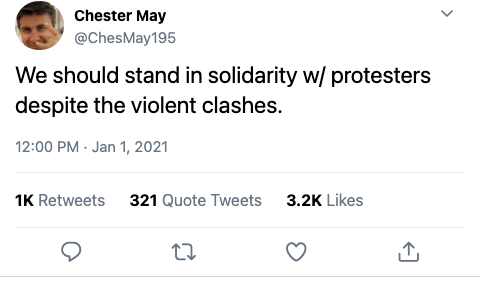 Chester May
@ChesMay195
We should stand in solidarity w/ protesters
despite the violent clashes.
12:00 PM · Jan 1, 2021
1K Retweets 321 Quote Tweets 3.2K Likes